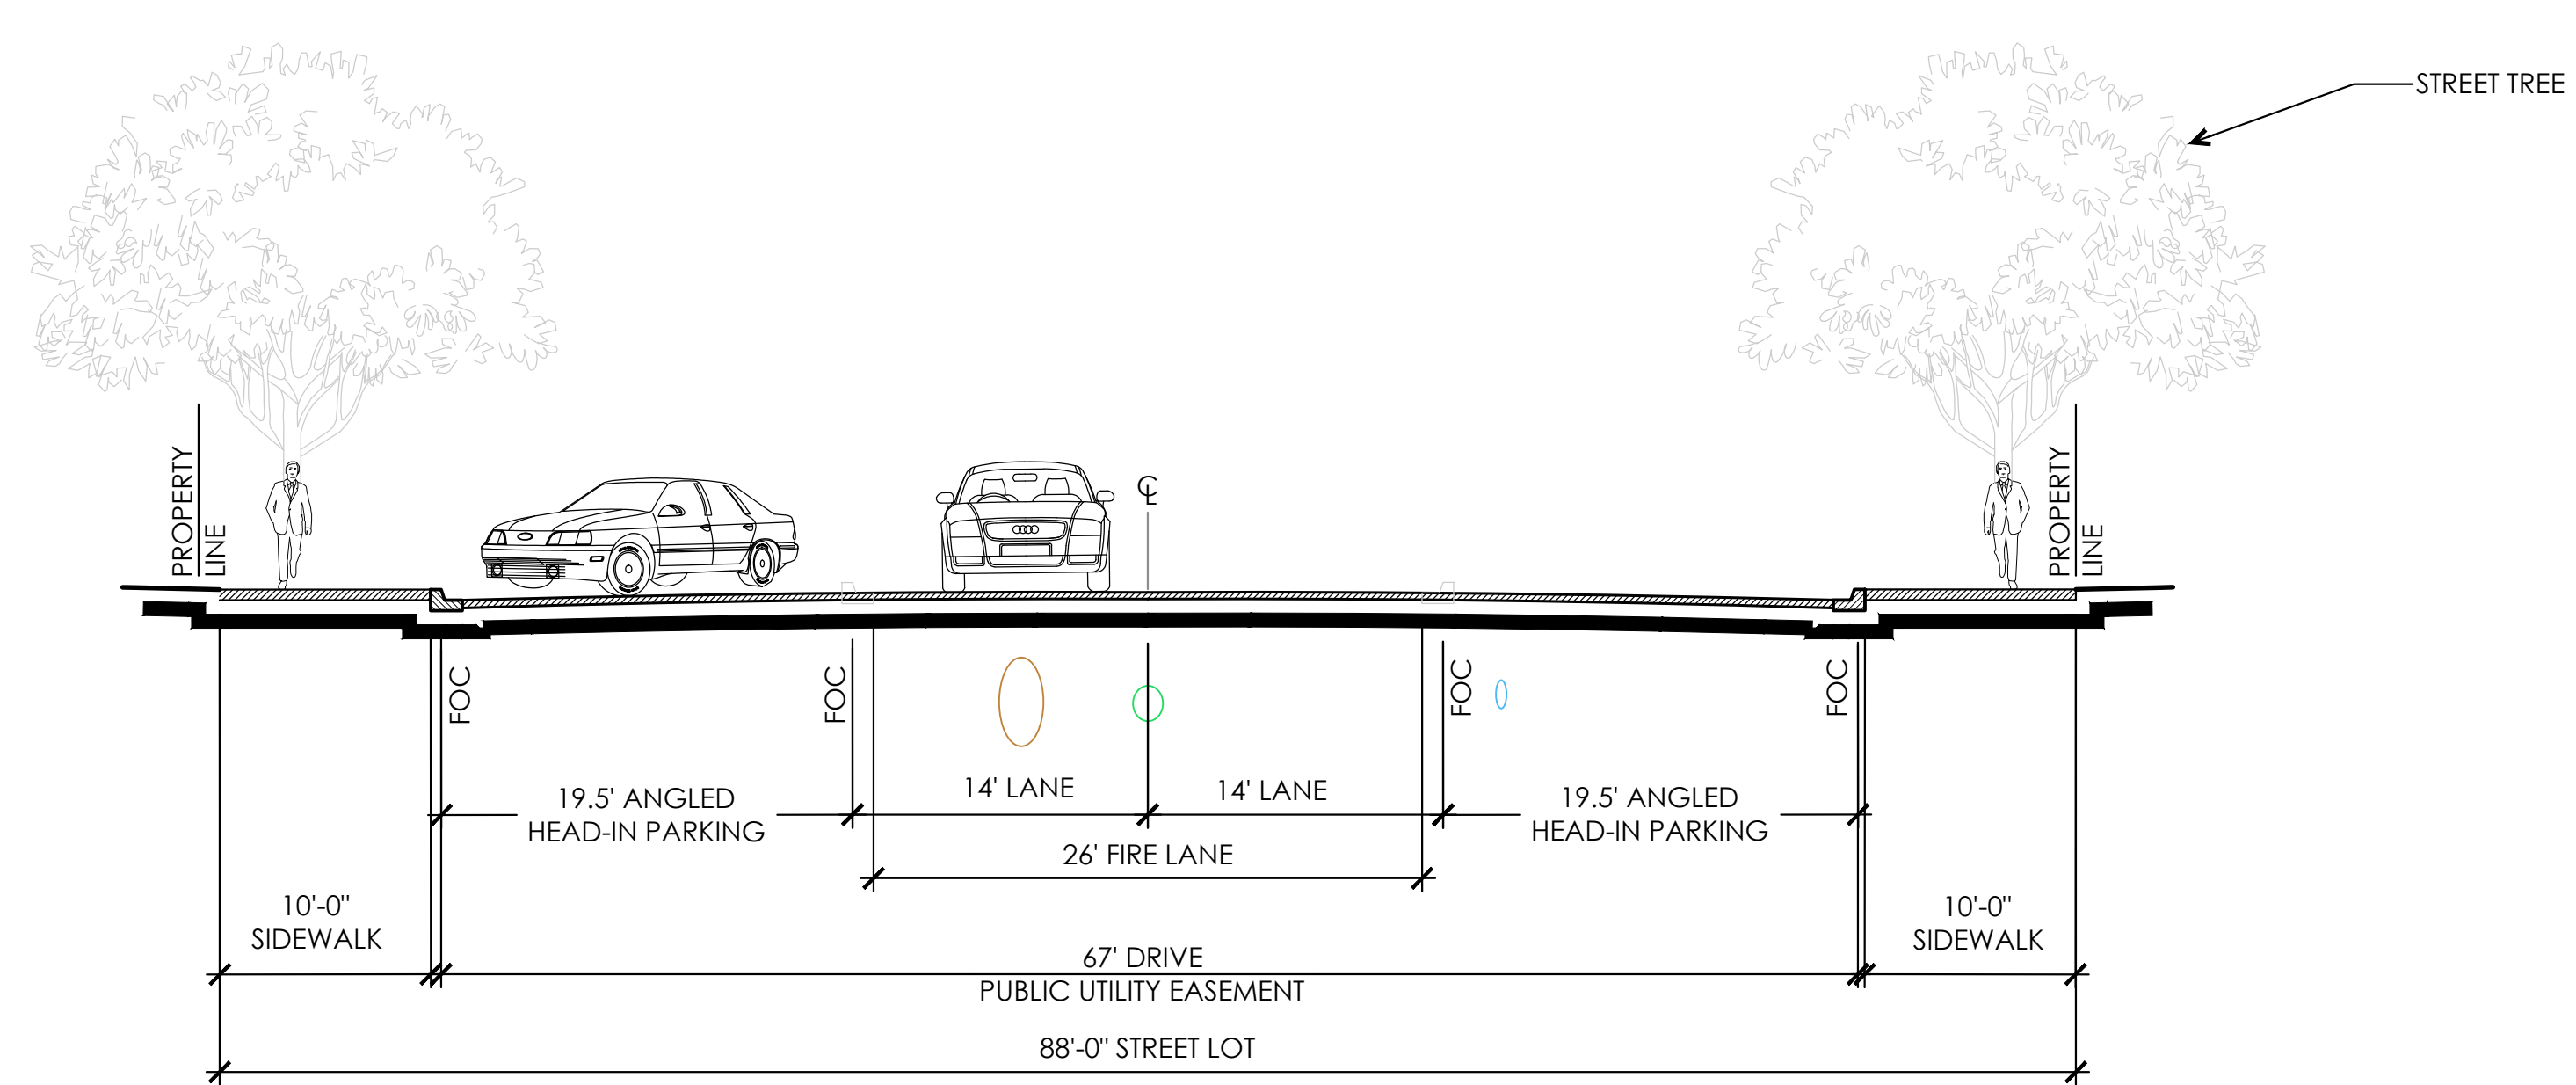 STREET TREE
PROPERTY
LINE
PROPERTY
LINE
℄
FOC
FOC
FOC
FOC
14' LANE
14' LANE
19.5' ANGLED
HEAD-IN PARKING
19.5' ANGLED
HEAD-IN PARKING
26' FIRE LANE
10'-0"
SIDEWALK
10'-0"
SIDEWALK
67' DRIVE
PUBLIC UTILITY EASEMENT
88'-0" STREET LOT